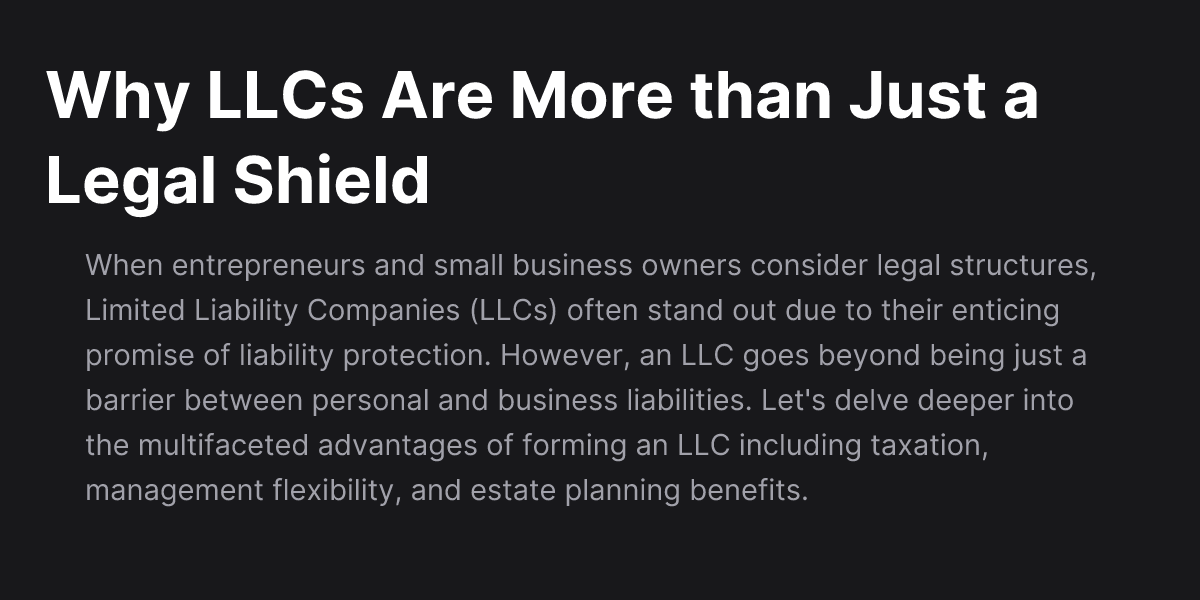 Why LLCs Are More than Just a
Legal Shield
When entrepreneurs and small business owners consider legal structures,
Limited Liability Companies (LLCs) often stand out due to their enticing
promise of liability protection. However, an LLC goes beyond being just a
barrier between personal and business liabilities. Let's delve deeper into
the multifaceted advantages of forming an LLC including taxation,
management flexibility, and estate planning benefits.